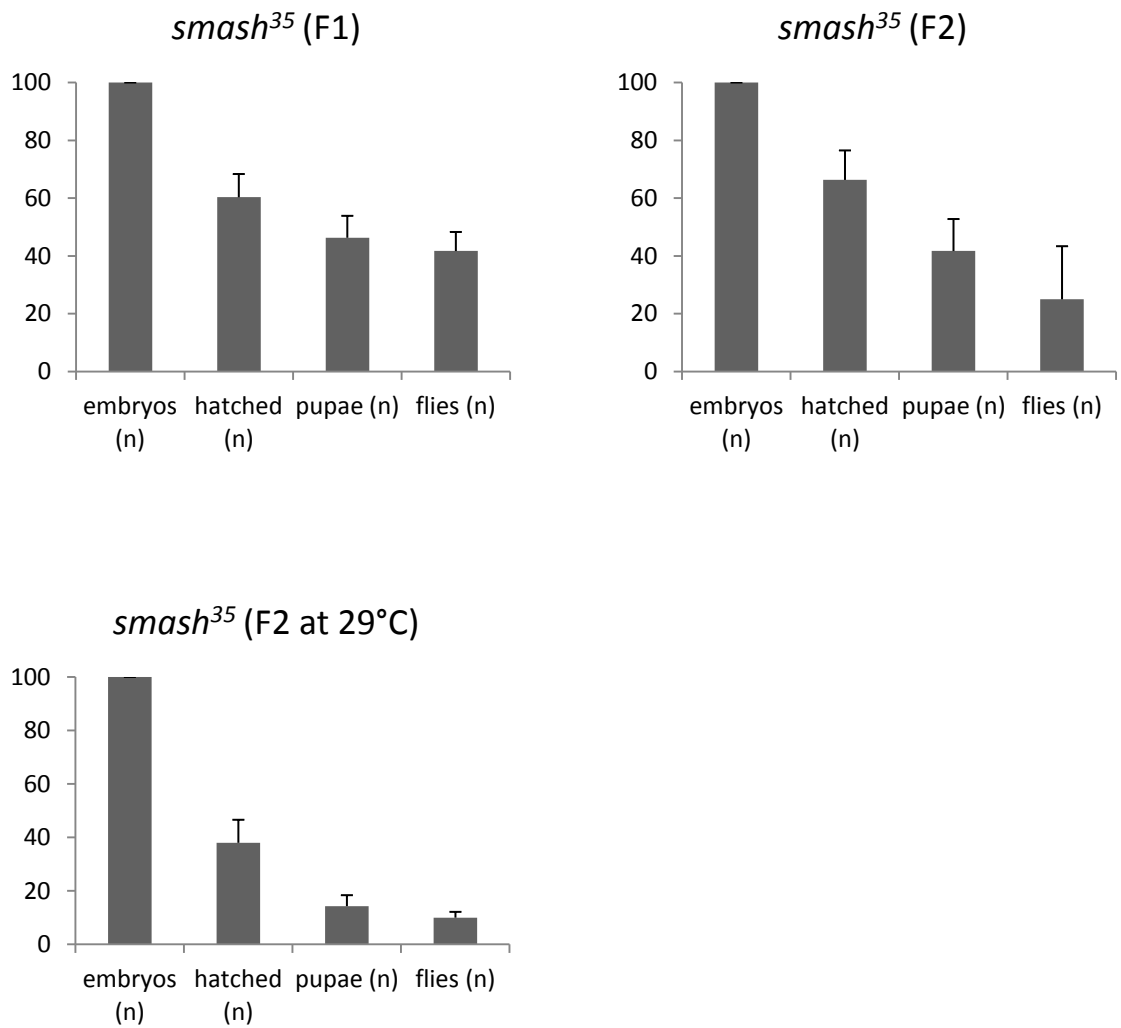 smash³⁵ (F1)
100
80
60
40
20
0
embryos (n)
hatched (n)
pupae (n)
flies (n)
smash³⁵ (F2)
100
80
60
40
20
0
embryos (n)
hatched (n)
pupae (n)
flies (n)
smash³⁵ (F2 at 29°C)
100
80
60
40
20
0
embryos (n)
hatched (n)
pupae (n)
flies (n)